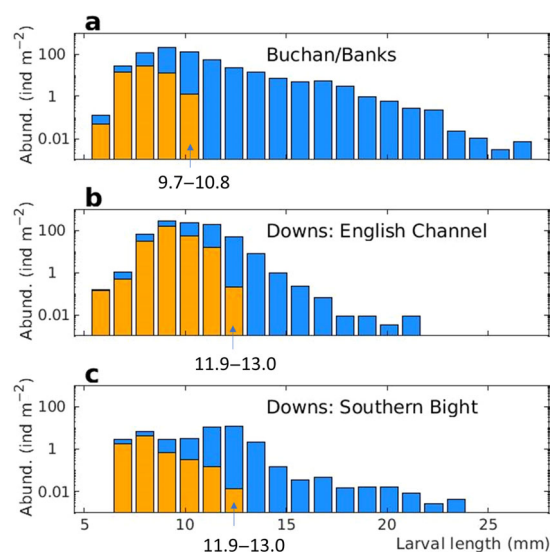 a
Buchan/Banks
Abund. (ind m−2)
100
1
0.01
9.7–10.8
b
Downs: English Channel
Abund. (ind m−2)
100
1
0.01
11.9–13.0
c
Downs: Southern Bight
Abund. (ind m−2)
100
1
0.01
5 10 15 20 25
Larval length (mm)
11.9–13.0